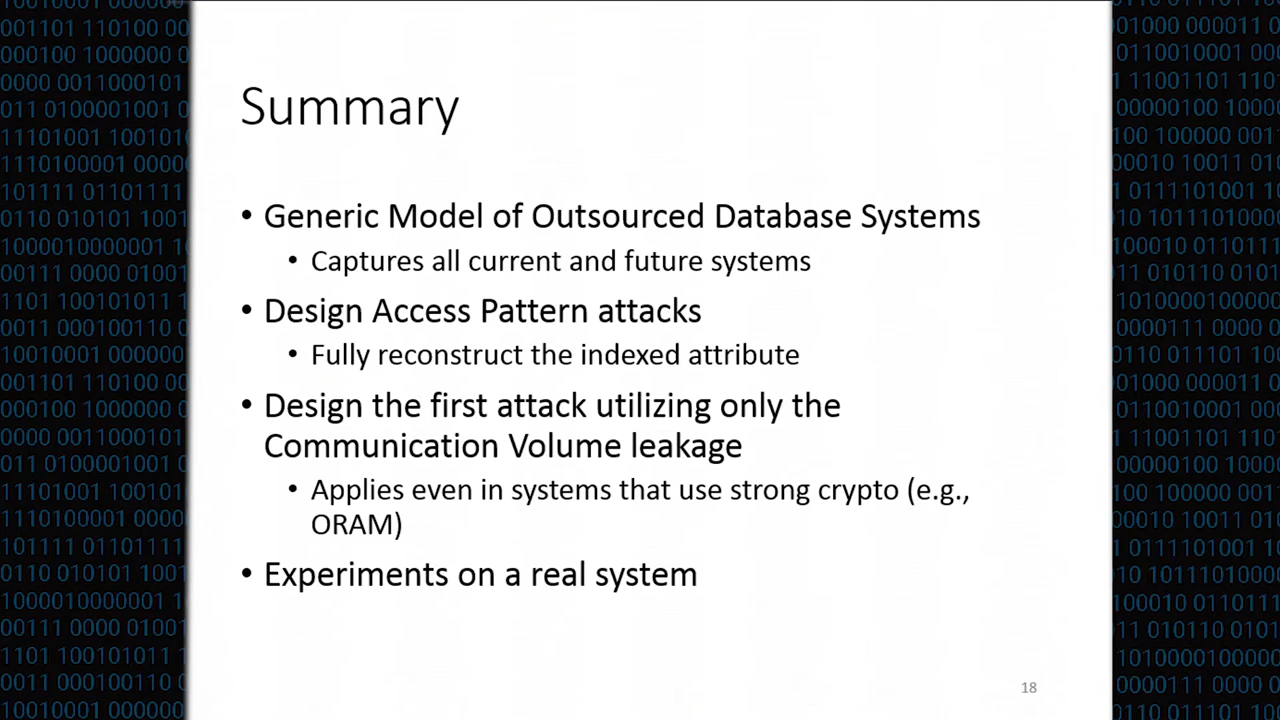 Summary
• Generic Model of Outsourced Database Systems
• Captures all current and future systems
• Design Access Pattern attacks
• Fully reconstruct the indexed attribute
• Design the first attack utilizing only the
Communication Volume leakage
• Applies even in systems that use strong crypto (e.g.,
ORAM)
• Experiments on a real system
18